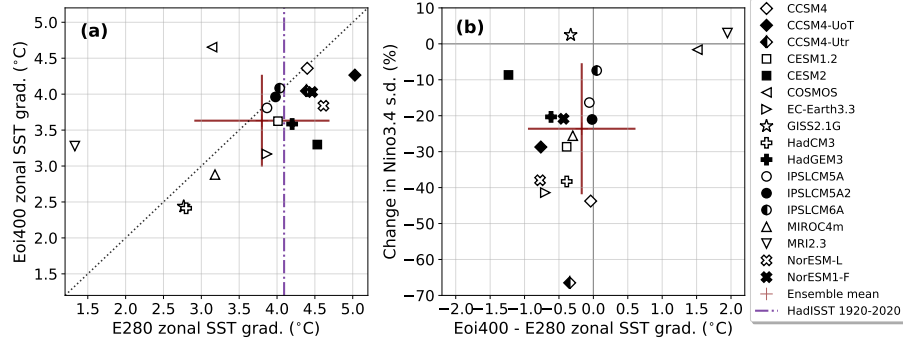 (a)
Eoi400 zonal SST grad. (°C)
5.0
4.5
4.0
3.5
3.0
2.5
2.0
1.5
1.5 2.0 2.5 3.0 3.5 4.0 4.5 5.0
E280 zonal SST grad. (°C)
(b)
Change in Nino3.4 s.d. (%)
10
0
−10
−20
−30
−40
−50
−60
−70
−2.0 −1.5 −1.0 −0.5 0.0 0.5 1.0 1.5 2.0
Eoi400 - E280 zonal SST grad. (°C)
CCSM4
CCSM4-UoT
CCSM4-Utr
CESM1.2
CESM2
COSMOS
EC-Earth3.3
GISS2.1G
HadCM3
HadGEM3
IPSLCM5A
IPSLCM5A2
IPSLCM6A
MIROC4m
MRI2.3
NorESM-L
NorESM1-F
Ensemble mean
HadISST 1920-2020